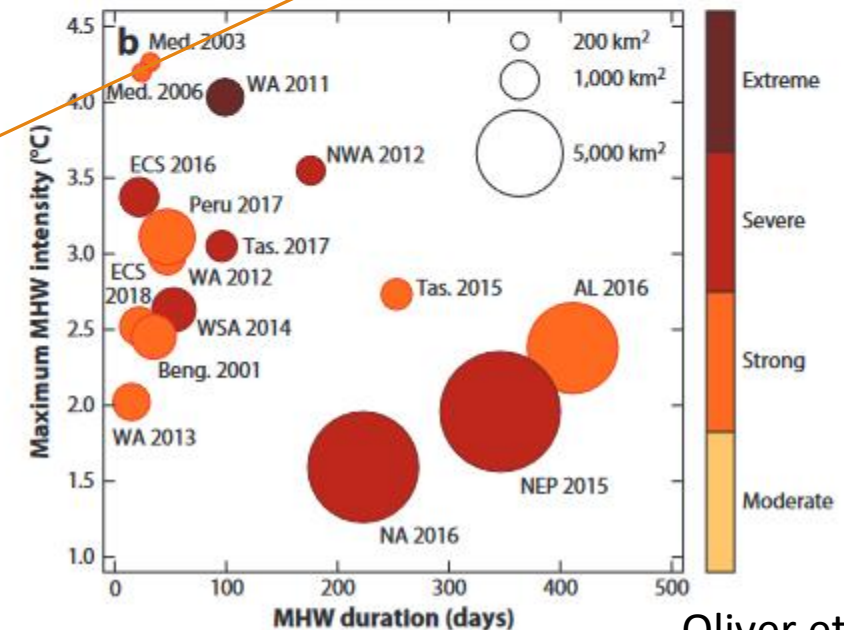 4.5
b
Med. 2003
200 km²
Med. 2006
4.0
WA 2011
1,000 km²
Extreme
NWA 2012
5,000 km²
ECS 2016
3.5
Peru 2017
Severe
3.0
Tas. 2017
ECS
2018
WA 2012
Tas. 2015
AL 2016
2.5
WSA 2014
Strong
Beng. 2001
2.0
WA 2013
NEP 2015
1.5
Moderate
NA 2016
1.0
Maximum MHW intensity (°C)
0 100 200 300 400 500
MHW duration (days)